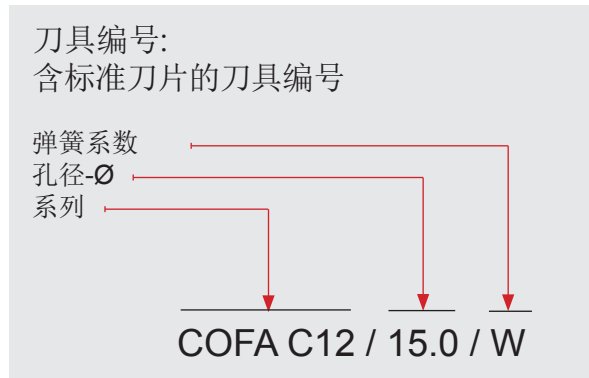 刀具编号:
含标准刀片的刀具编号
弹簧系数
孔径-Ø
系列
COFA C12 / 15.0 / W